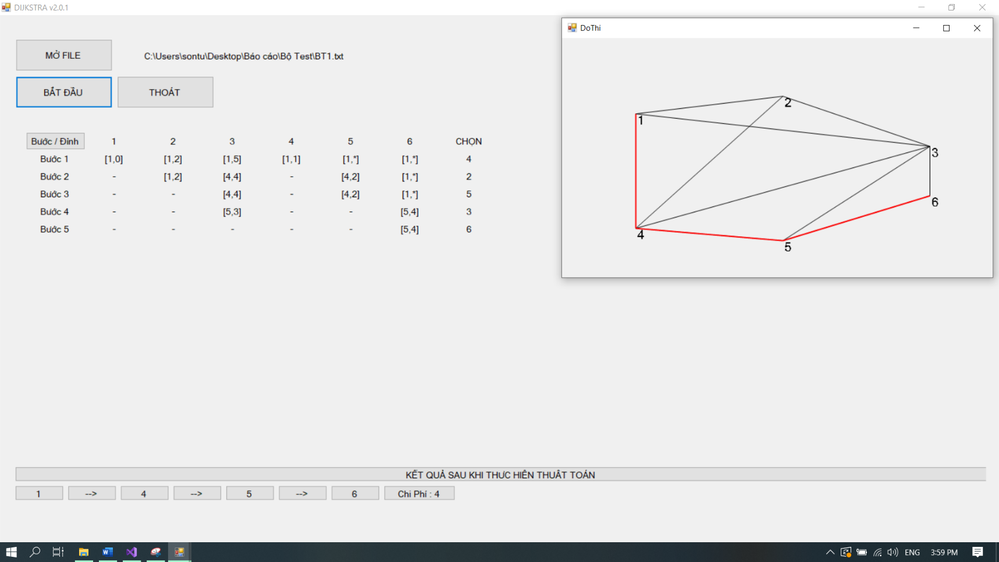 DIJKSTRA v2.0.1
DoThi
MỞ FILE
C:\Users\sontu\Desktop\Báo cáo\Bộ Test\BT1.txt
BẮT ĐẦU THOÁT
Bước / Đỉnh 1 2 3 4 5 6 CHỌN
Bước 1 [1,0] [1,2] [1,5] [1,1] [1,*] [1,*] 4
Bước 2 - [1,2] [4,4] - [4,2] [1,*] 2
Bước 3 - - [4,4] - [4,2] [1,*] 5
Bước 4 - - [5,3] - - [5,4] 3
Bước 5 - - - - - [5,4] 6
2
1
3
6
4
5
KẾT QUẢ SAU KHI THỰC HIỆN THUẬT TOÁN
1 --> 4 --> 5 --> 6 Chi Phí : 4
ENG 3:59 PM